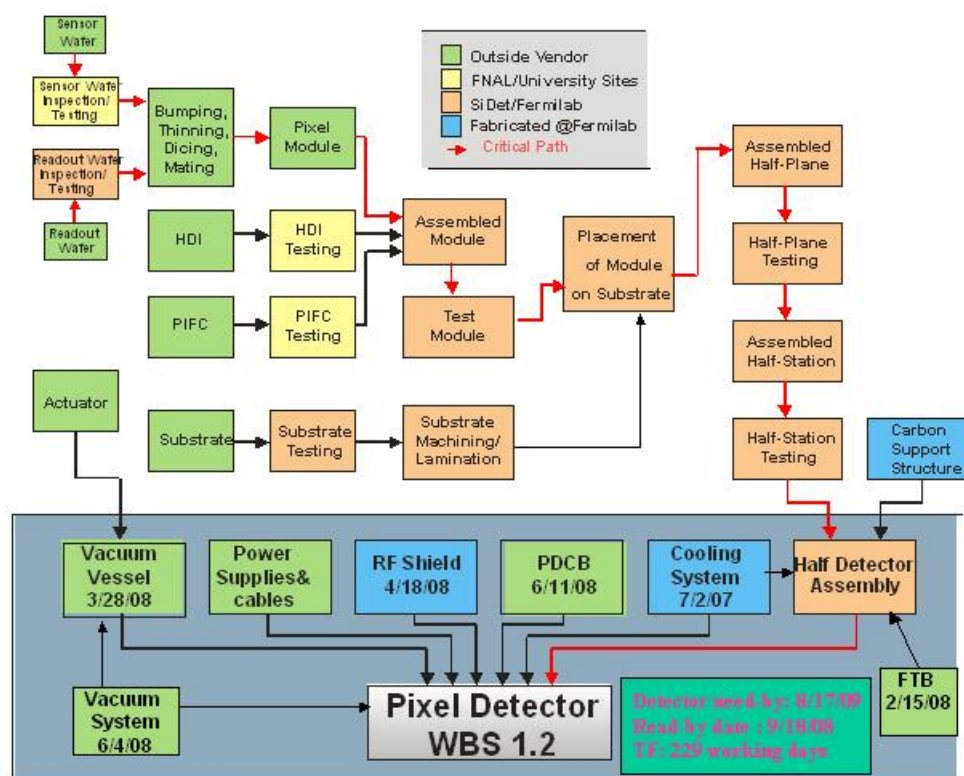 Sensor
Wafer
Sensor Wafer
Inspection/
Testing
Readout Wafer
Inspection/
Testing
Readout
Wafer
Bumping,
Thinning,
Dicing,
Mating
Pixel
Module
Outside Vendor
FNAL/University Sites
SiDet/Fermilab
Fabricated @Fermilab
Critical Path
HDI
HDI
Testing
PIFC
PIFC
Testing
Assembled
Module
Test
Module
Placement
of Module
on Substrate
Assembled
Half-Plane
Half-Plane
Testing
Assembled
Half-Station
Half-Station
Testing
Carbon
Support
Structure
Actuator
Substrate
Substrate
Testing
Substrate
Machining/
Lamination
Vacuum
Vessel
3/28/08
Power
Supplies&
cables
RF Shield
4/18/08
PDCB
6/11/08
Cooling
System
7/2/07
Half Detector
Assembly
Vacuum
System
6/4/08
Pixel Detector
WBS 1.2
Detector need-by: 8/17/09
Read-by date : 9/18/08
TF: 229 working days
FTB
2/15/08